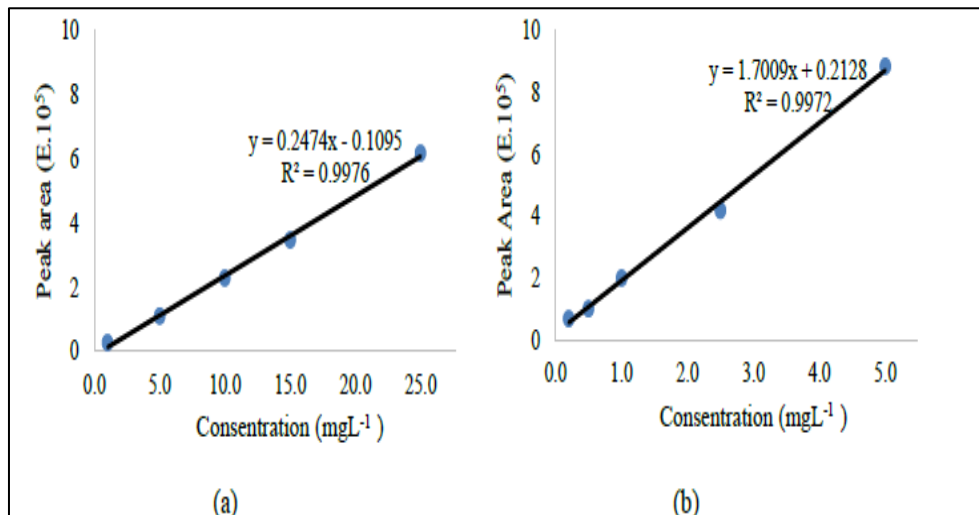 10
8
6
4
2
0
Peak area (E.10⁵)
y = 0.2474x - 0.1095
R² = 0.9976
0.0 5.0 10.0 15.0 20.0 25.0
Consentration (mgL⁻¹ )
(a)
10
8
6
4
2
0
Peak Area (E.10⁵)
y = 1.7009x + 0.2128
R² = 0.9972
0.0 1.0 2.0 3.0 4.0 5.0
Consentration (mgL⁻¹ )
(b)